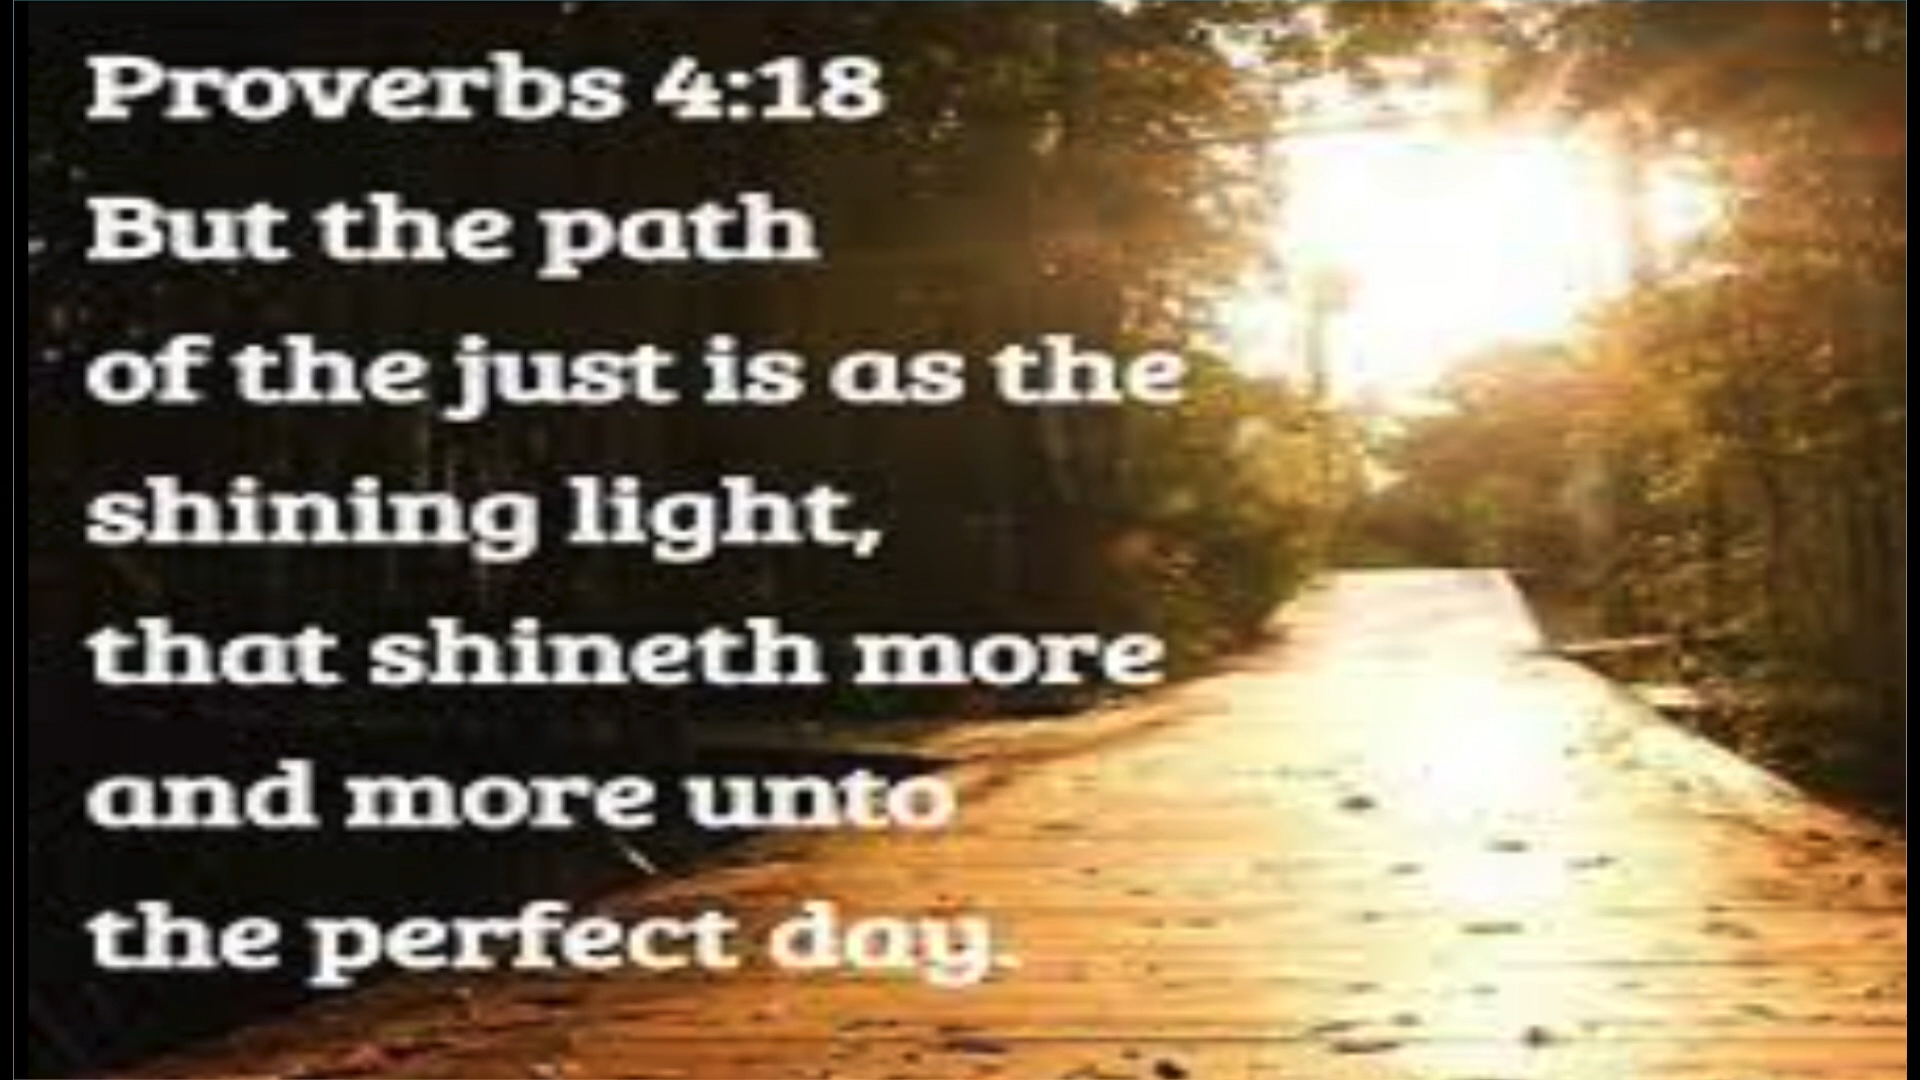 Proverbs 4:18
But the path
of the just is as the
shining light,
that shineth more
and more unto
the perfect day.